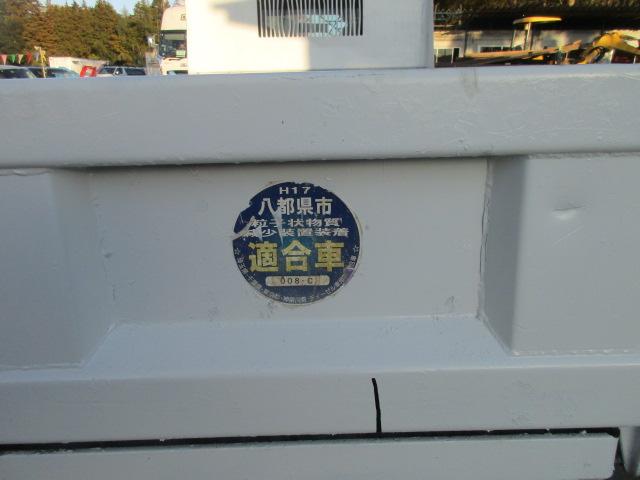 H17
八都県市
粒子状物質
減少装置装着
適合車
008-C